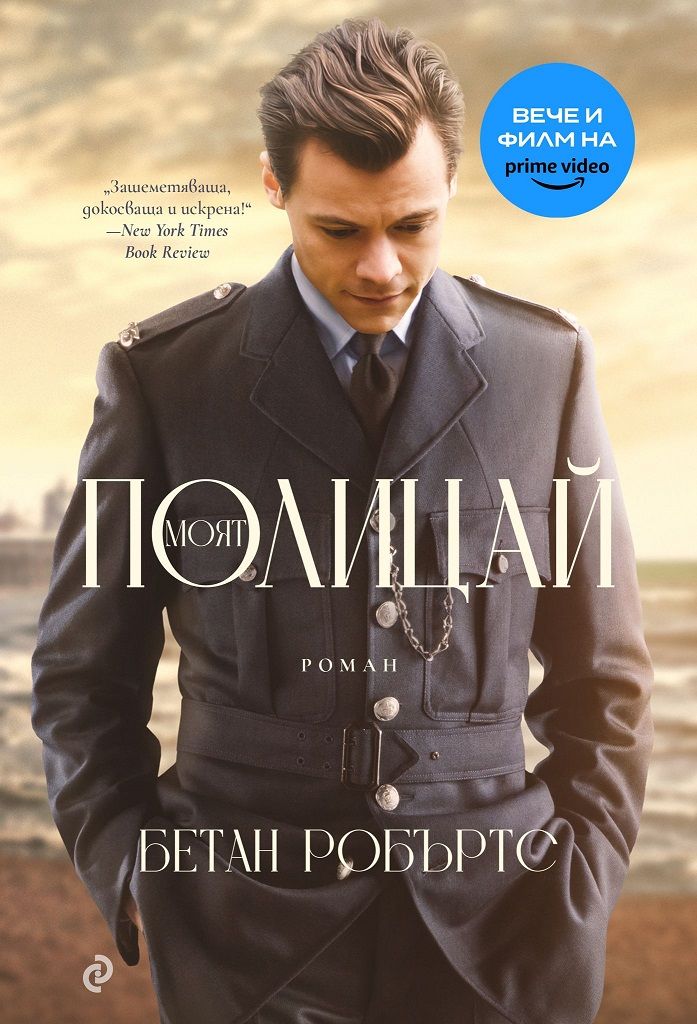 ВЕЧЕ И
ФИЛМ НА
prime video
„Зашеметяваща,
докосваща и искрена!“
—New York Times
Book Review
МОЯТ
ПОЛИЦАЙ
РОМАН
БЕТАН РОБЪРТС